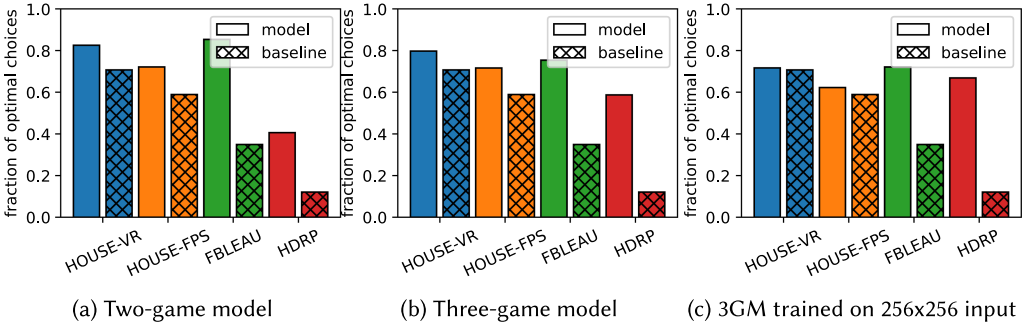 fraction of optimal choices
1.0
0.8
0.6
0.4
0.2
0.0
model
baseline
HOUSE-VR
HOUSE-FPS
FBLEAU
HDRP
(a) Two-game model
fraction of optimal choices
1.0
0.8
0.6
0.4
0.2
0.0
model
baseline
HOUSE-VR
HOUSE-FPS
FBLEAU
HDRP
(b) Three-game model
fraction of optimal choices
1.0
0.8
0.6
0.4
0.2
0.0
model
baseline
HOUSE-VR
HOUSE-FPS
FBLEAU
HDRP
(c) 3GM trained on 256x256 input